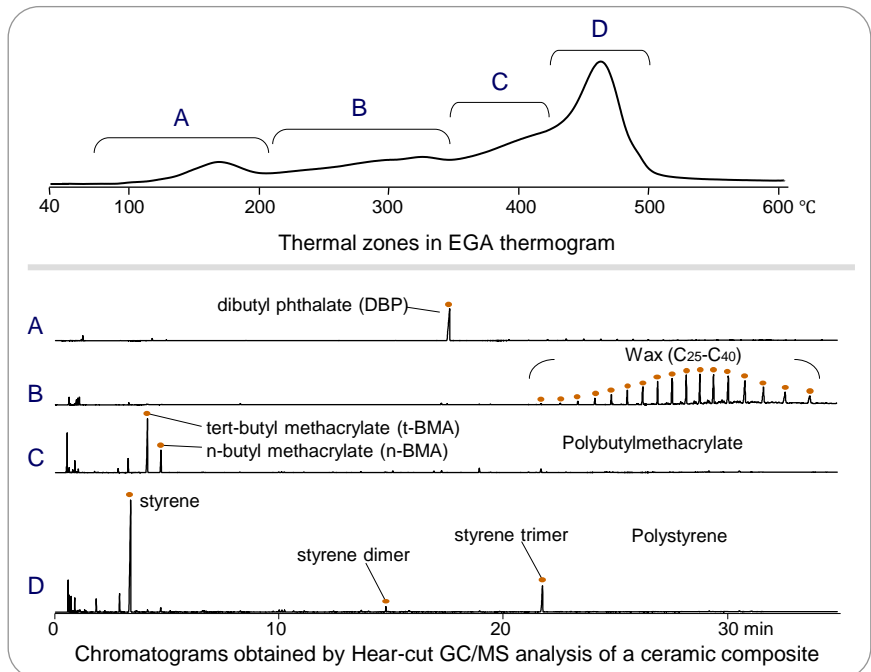 D
C
B
A
40 100 200 300 400 500 600 °C
Thermal zones in EGA thermogram
dibutyl phthalate (DBP)
A
Wax (C25-C40)
B
tert-butyl methacrylate (t-BMA)
n-butyl methacrylate (n-BMA)
Polybutylmethacrylate
C
styrene
styrene trimer
Polystyrene
styrene dimer
D
0 10 20 30 min
Chromatograms obtained by Hear-cut GC/MS analysis of a ceramic composite